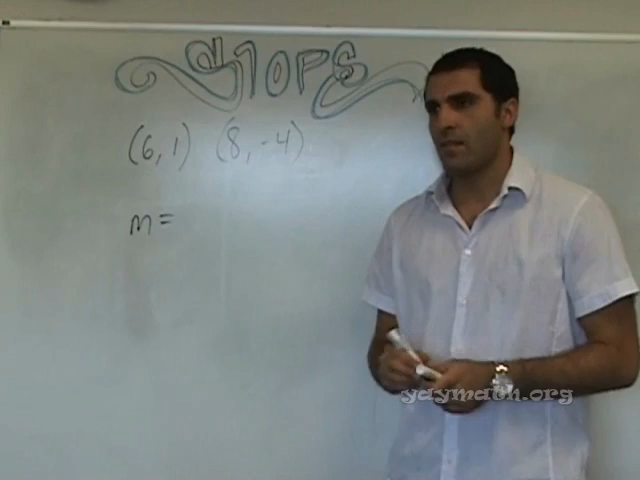 SlOPE
(6, 1) (8, -4)
m =
yaymath.org